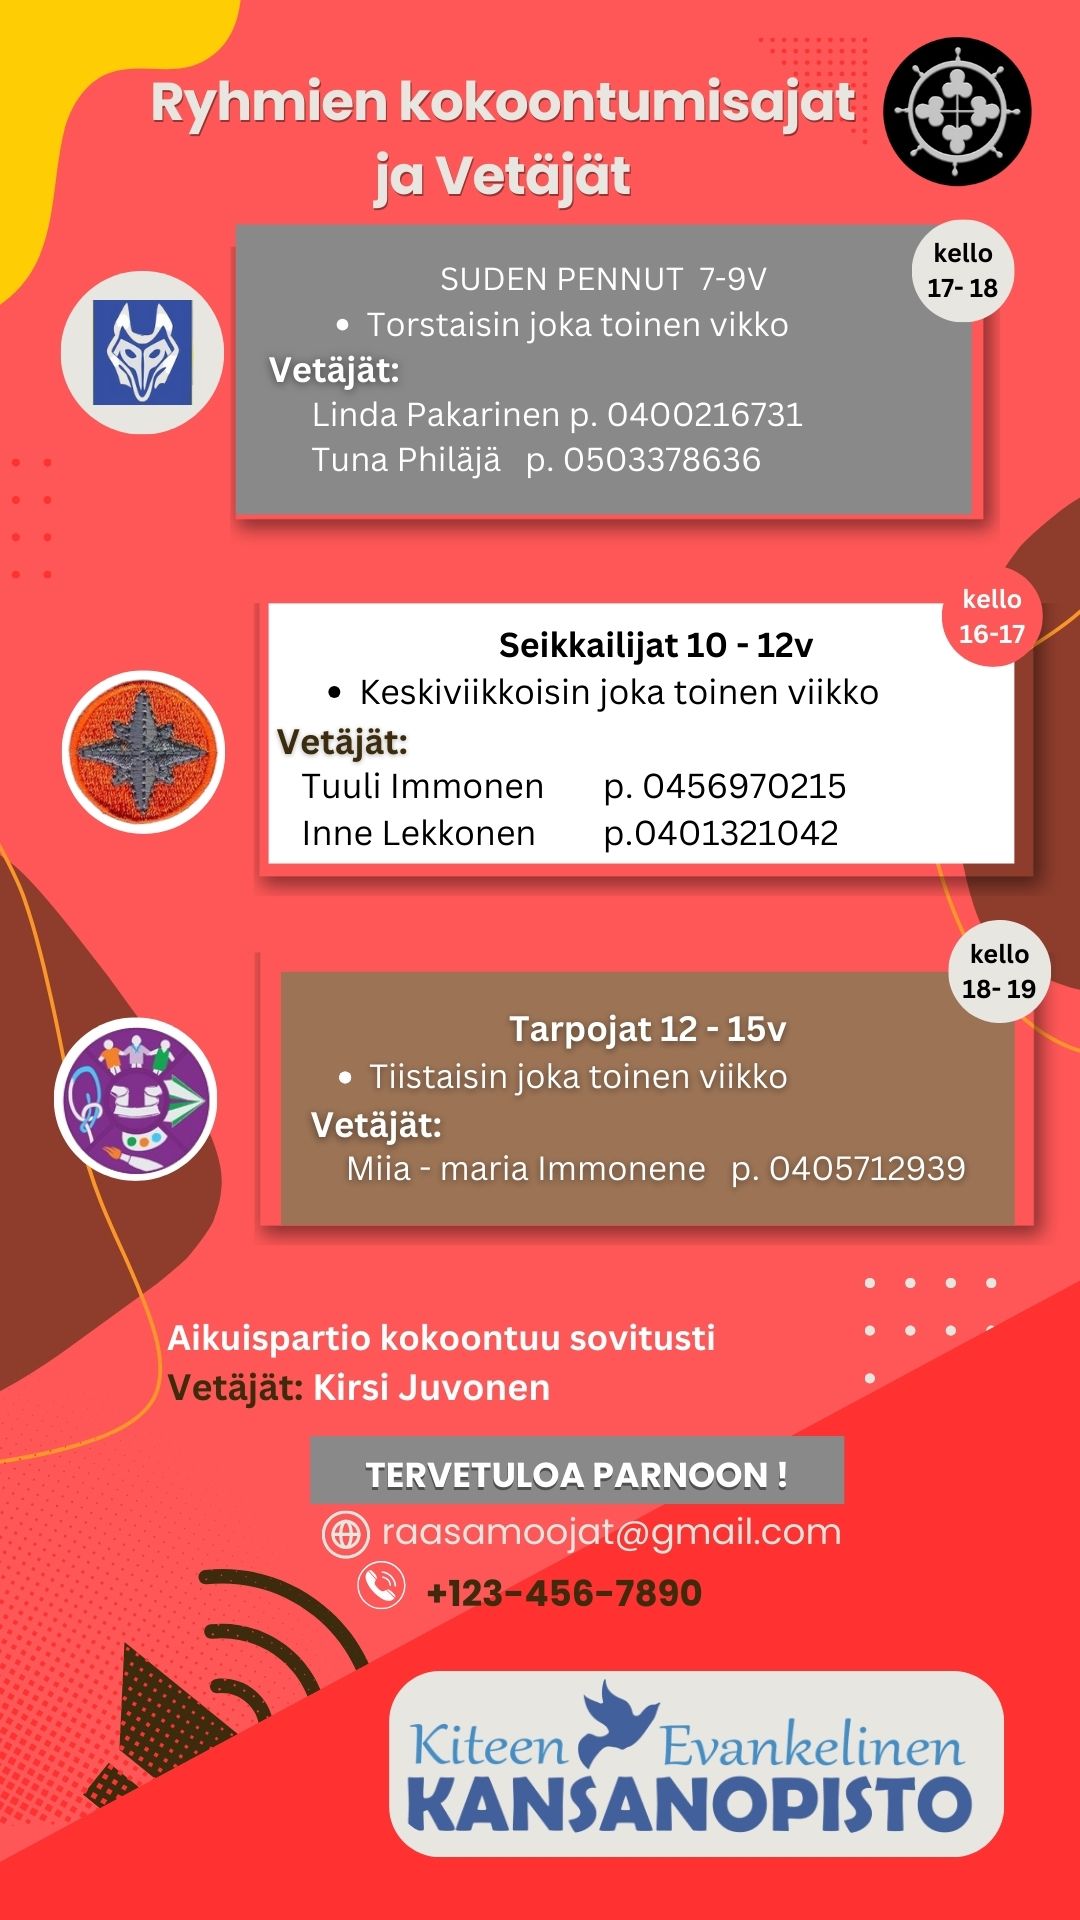 Ryhmien kokoontumisajat
ja Vetäjät
kello
17- 18
SUDEN PENNUT 7-9V
• Torstaisin joka toinen vikko
Vetäjät:
Linda Pakarinen p. 0400216731
Tuna Philäjä p. 0503378636
kello
16-17
Seikkailijat 10 - 12v
• Keskiviikkoisin joka toinen viikko
Vetäjät:
Tuuli Immonen p. 0456970215
Inne Lekkonen p.0401321042
kello
18- 19
Tarpojat 12 - 15v
• Tiistaisin joka toinen viikko
Vetäjät:
Miia - maria Immonene p. 0405712939
Aikuispartio kokoontuu sovitusti
Vetäjät: Kirsi Juvonen
TERVETULOA PARNOON !
raasamoojat@gmail.com
+123-456-7890
Kiteen Evankelinen
KANSANOPISTO